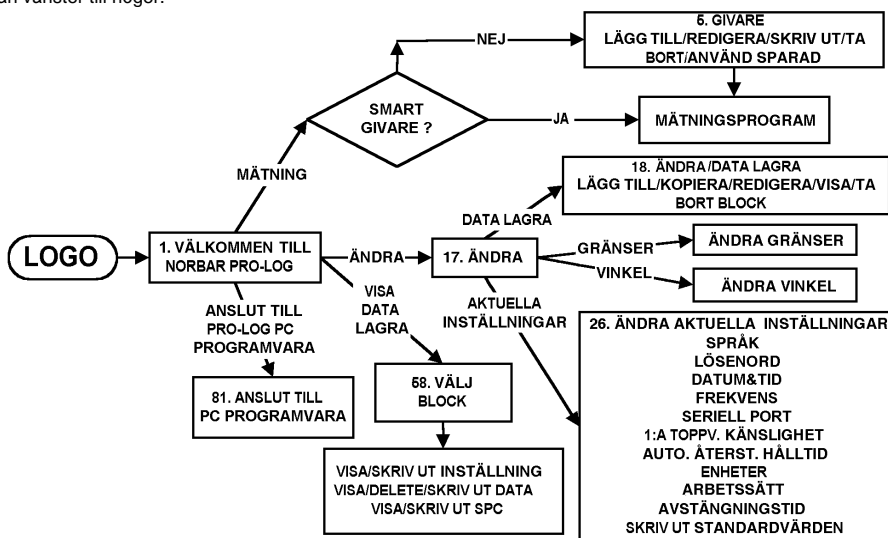 från vänster till höger.
5. GIVARE
LÄGG TILL/REDIGERA/SKRIV UT/TA
BORT/ANVÄND SPARAD
NEJ
SMART
GIVARE ?
JA
MÄTNINGSPROGRAM
MÄTNING
18. ÄNDRA/DATA LAGRA
LÄGG TILL/KOPIERA/REDIGERA/VISA/TA
BORT BLOCK
DATA LAGRA
LOGO
1. VÄLKOMMEN TILL
NORBAR PRO-LOG
ÄNDRA
17. ÄNDRA
GRÄNSER
ÄNDRA GRÄNSER
VINKEL
ÄNDRA VINKEL
VISA
DATA
LAGRA
AKTUELLA
INSTÄLLNINGAR
ANSLUT TILL
PRO-LOG PC
PROGRAMVARA
81. ANSLUT TILL
PC PROGRAMVARA
58. VÄLJ
BLOCK
VISA/SKRIV UT INSTÄLLNING
VISA/DELETE/SKRIV UT DATA
VISA/SKRIV UT SPC
26. ÄNDRA AKTUELLA INSTÄLLNINGAR
SPRÅK
LÖSENORD
DATUM&TID
FREKVENS
SERIELL PORT
1:A TOPPV. KÄNSLIGHET
AUTO. ÅTERST. HÅLLTID
ENHETER
ARBETSSÄTT
AVSTÄNGNINGSTID
SKRIV UT STANDARDVÄRDEN